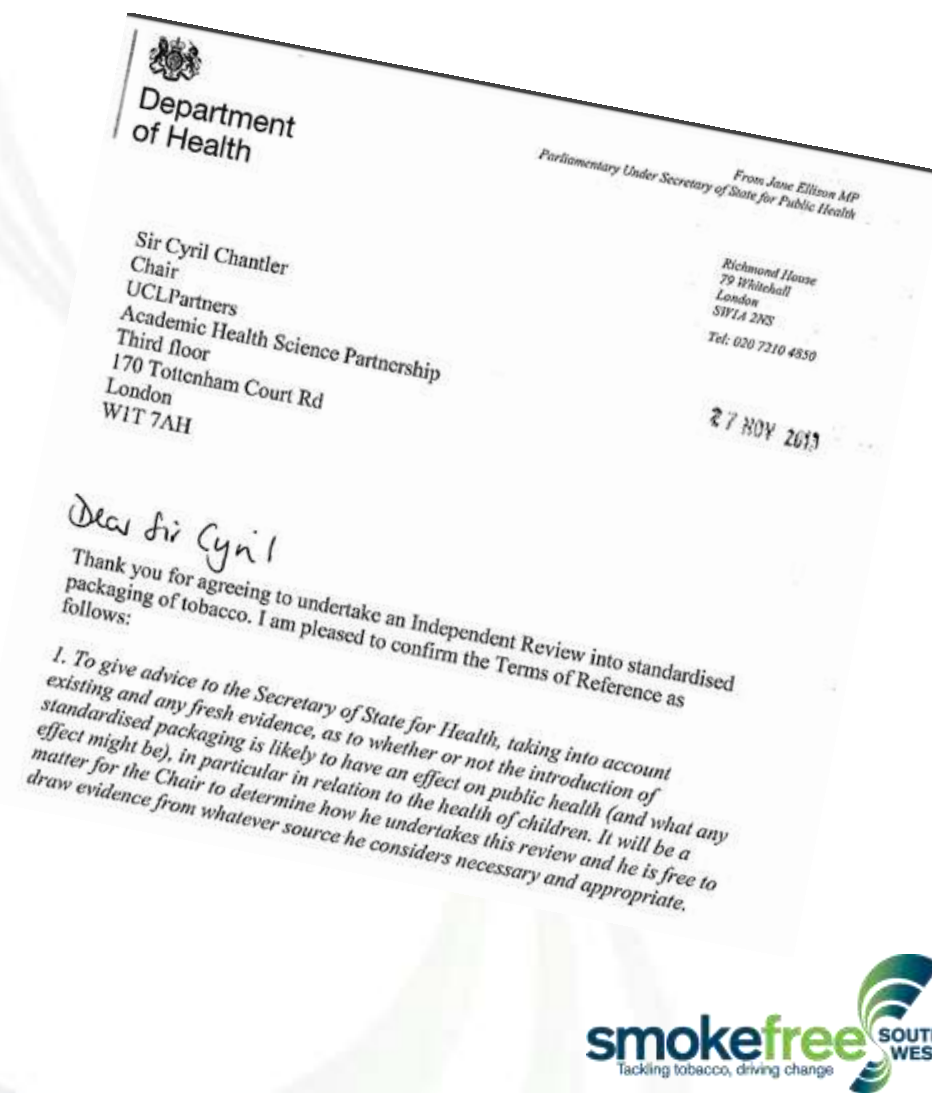 Department
of Health
From Jane Ellison MP
Parliamentary Under Secretary of State for Public Health
Sir Cyril Chantler
Chair
UCLPartners
Academic Health Science Partnership
Third floor
170 Tottenham Court Rd
London
W1T 7AH
Richmond House
79 Whitehall
London
SW1A 2NS
Tel: 020 7210 4850
27 NOV 2013
Dear Sir Cyril
Thank you for agreeing to undertake an Independent Review into standardised
packaging of tobacco. I am pleased to confirm the Terms of Reference as
follows:
1. To give advice to the Secretary of State for Health, taking into account
existing and any fresh evidence, as to whether or not the introduction of
standardised packaging is likely to have an effect on public health (and what any
effect might be), in particular in relation to the health of children. It will be a
matter for the Chair to determine how he undertakes this review and he is free to
draw evidence from whatever source he considers necessary and appropriate.
smokefree SOUTH
WEST
Tackling tobacco, driving change